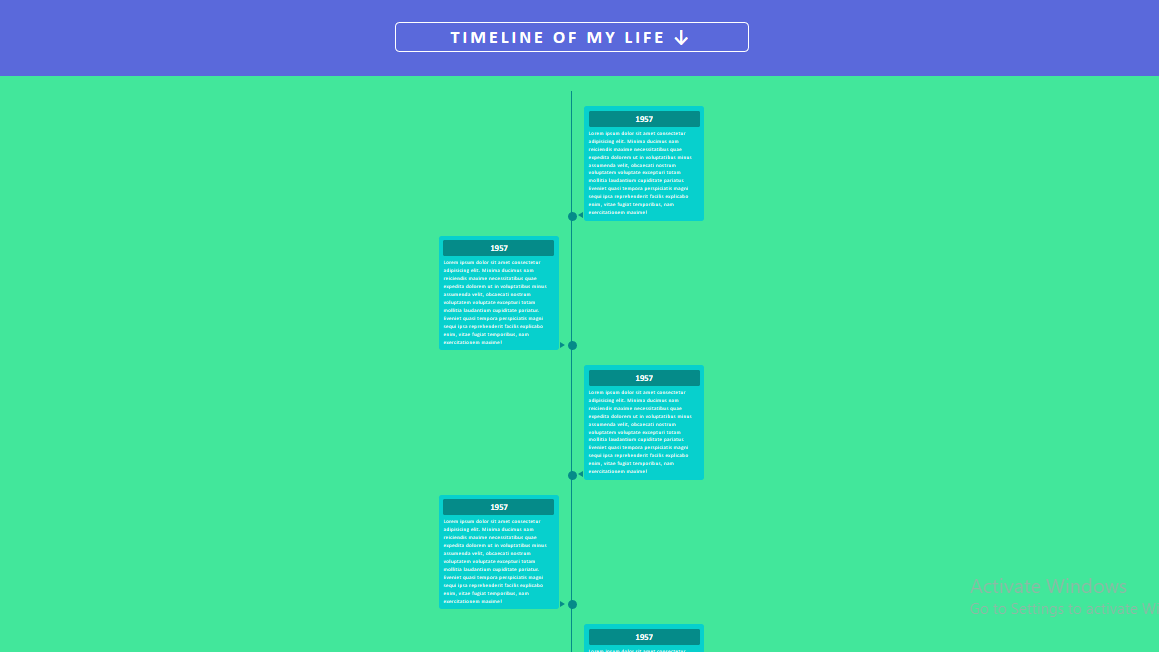 TIMELINE OF MY LIFE ↓
1957
Lorem ipsum dolor sit amet consectetur
adipisicing elit. Minima ducimus nam
reiciendis maxime necessitatibus quae
expedita dolorem ut in voluptatibus minus
assumenda velit, obcaecati nostrum
voluptatem voluptate excepturi totam
mollitia laudantium cupiditate pariatur.
Eveniet quasi tempora perspiciatis magni
sequi ipsa reprehenderit facilis explicabo
enim, vitae fugiat temporibus, nam
exercitationem maxime!
1957
Lorem ipsum dolor sit amet consectetur
adipisicing elit. Minima ducimus nam
reiciendis maxime necessitatibus quae
expedita dolorem ut in voluptatibus minus
assumenda velit, obcaecati nostrum
voluptatem voluptate excepturi totam
mollitia laudantium cupiditate pariatur.
Eveniet quasi tempora perspiciatis magni
sequi ipsa reprehenderit facilis explicabo
enim, vitae fugiat temporibus, nam
exercitationem maxime!
1957
Lorem ipsum dolor sit amet consectetur
adipisicing elit. Minima ducimus nam
reiciendis maxime necessitatibus quae
expedita dolorem ut in voluptatibus minus
assumenda velit, obcaecati nostrum
voluptatem voluptate excepturi totam
mollitia laudantium cupiditate pariatur.
Eveniet quasi tempora perspiciatis magni
sequi ipsa reprehenderit facilis explicabo
enim, vitae fugiat temporibus, nam
exercitationem maxime!
1957
Lorem ipsum dolor sit amet consectetur
adipisicing elit. Minima ducimus nam
reiciendis maxime necessitatibus quae
expedita dolorem ut in voluptatibus minus
assumenda velit, obcaecati nostrum
voluptatem voluptate excepturi totam
mollitia laudantium cupiditate pariatur.
Eveniet quasi tempora perspiciatis magni
sequi ipsa reprehenderit facilis explicabo
enim, vitae fugiat temporibus, nam
exercitationem maxime!
Activate Windows
Go to Settings to activate
1957
Lorem ipsum dolor sit amet consectetur